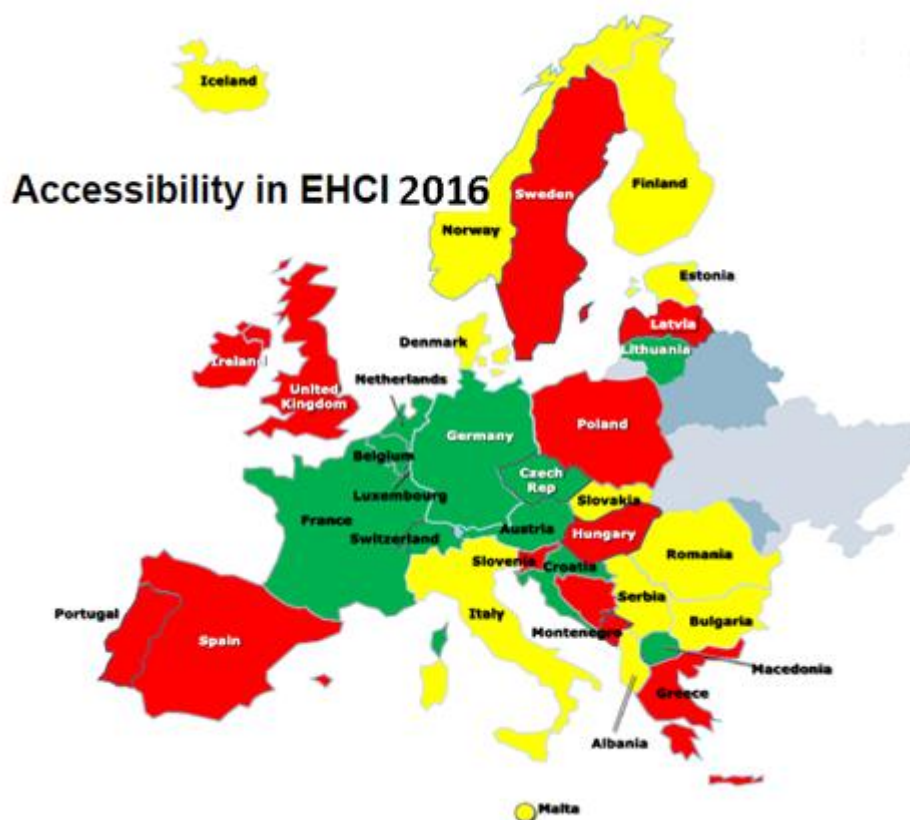 Iceland
Accessibility in EHCI 2016
Sweden
Finland
Norway
Estonia
Latvia
Denmark
Lithuania
Ireland
Netherlands
United
Kingdom
Poland
Germany
Belgium
Czech
Rep
Luxembourg
Slovakia
France
Austria
Switzerland
Hungary
Romania
Slovenia
Croatia
Serbia
Portugal
Italy
Bulgaria
Spain
Montenegro
Macedonia
Greece
Albania
Malta